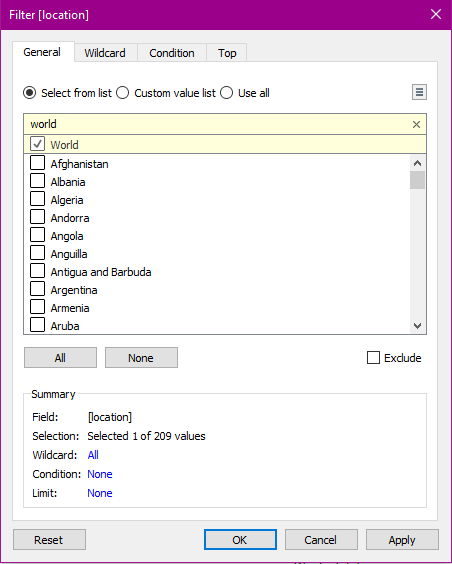 Filter [location]
General Wildcard Condition Top
Select from list Custom value list Use all
world
World
Afghanistan
Albania
Algeria
Andorra
Angola
Anguilla
Antigua and Barbuda
Argentina
Armenia
Aruba
All None Exclude
Summary
Field: [location]
Selection: Selected 1 of 209 values
Wildcard: All
Condition: None
Limit: None
Reset OK Cancel Apply